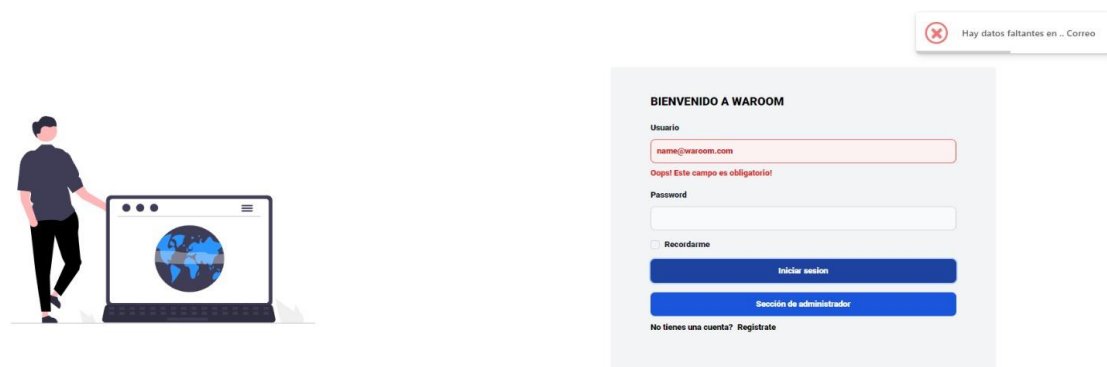 Hay datos faltantes en .. Correo
BIENVENIDO A WAROOM
Usuario
name@waroom.com
Oops! Este campo es obligatorio!
Password
Recordarme
Iniciar sesion
Sección de administrador
No tienes una cuenta? Registrate